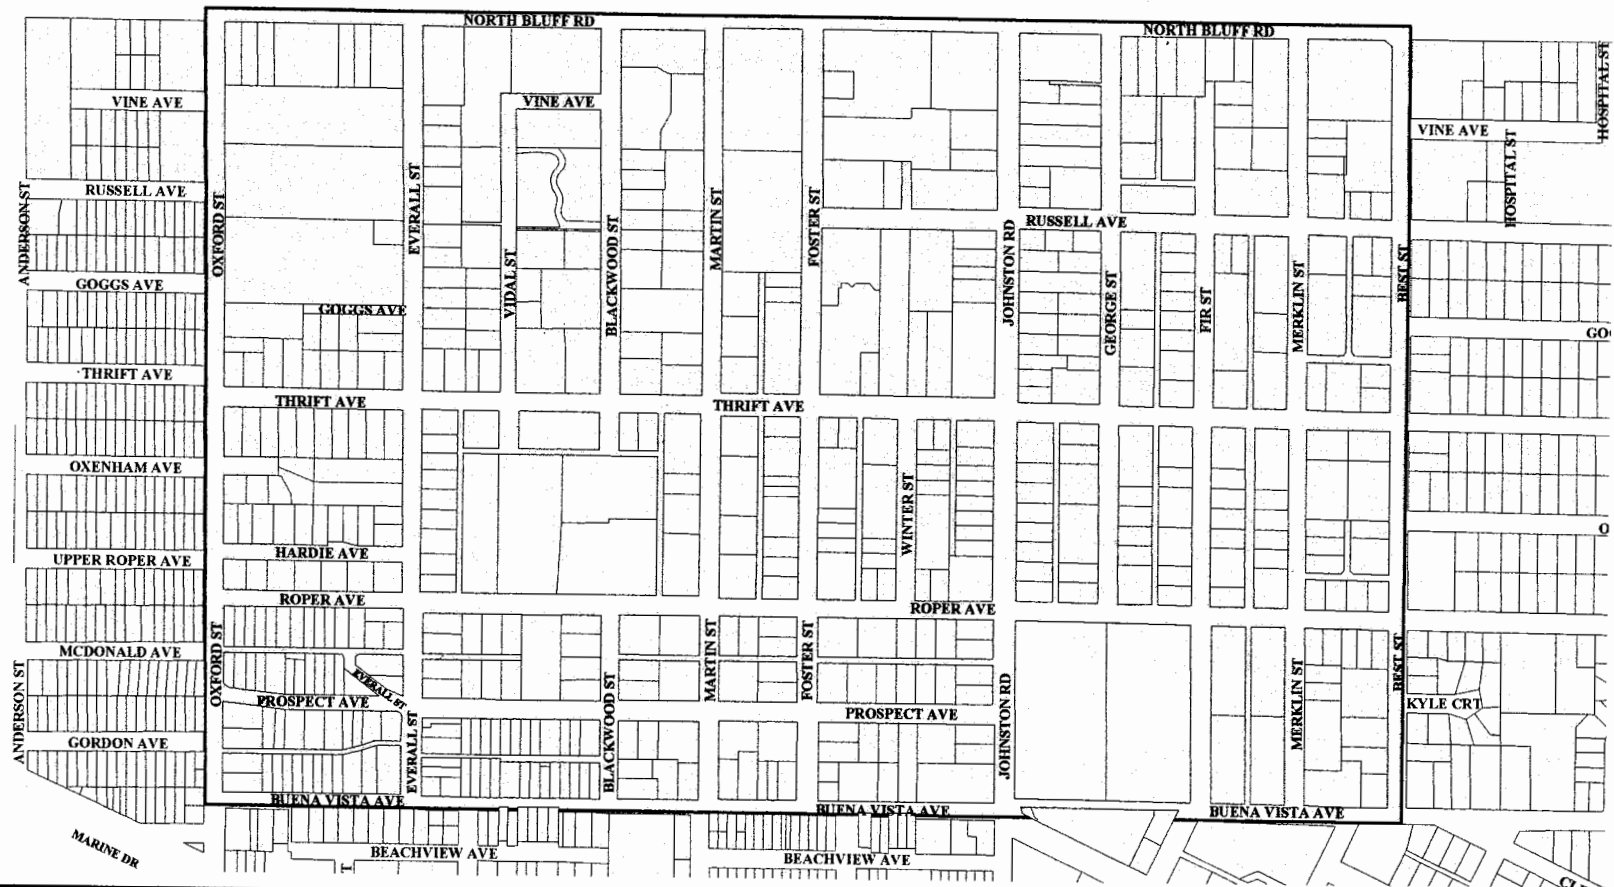 NORTH BLUFF RD
NORTH BLUFF RD
HOSPITAL ST
VINE AVE
VINE AVE
VINE AVE
HOSPITAL ST
RUSSELL AVE
RUSSELL AVE
ANDERSON ST
OXFORD ST
EVERALL ST
VIDAL ST
BLACKWOOD ST
MARTIN ST
FOSTER ST
JOHNSTON RD
GEORGE ST
FIR ST
MERKLIN ST
BEST ST
GOGGS AVE
GOGGS AVE
GO
THRIFT AVE
THRIFT AVE
THRIFT AVE
OXENHAM AVE
WINTER ST
O
HARDIE AVE
UPPER ROPER AVE
ROPER AVE
ROPER AVE
MCDONALD AVE
ANDERSON ST
OXFORD ST
EVERALL ST
PROSPECT AVE
EVERALL ST
BLACKWOOD ST
MARTIN ST
FOSTER ST
PROSPECT AVE
JOHNSTON RD
MERKLIN ST
BEST ST
KYLE CRT
GORDON AVE
BUENA VISTA AVE
BUENA VISTA AVE
BUENA VISTA AVE
MARINE DR
BEACHVIEW AVE
BEACHVIEW AVE
T